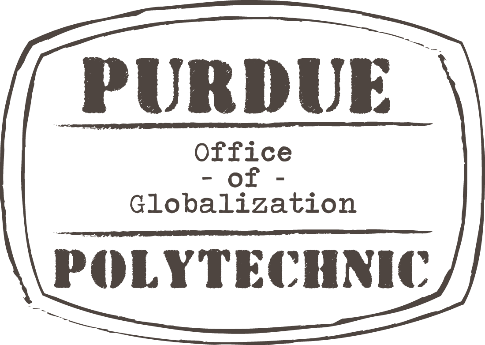 PURDUE
Office
- of -
Globalization
POLYTECHNIC